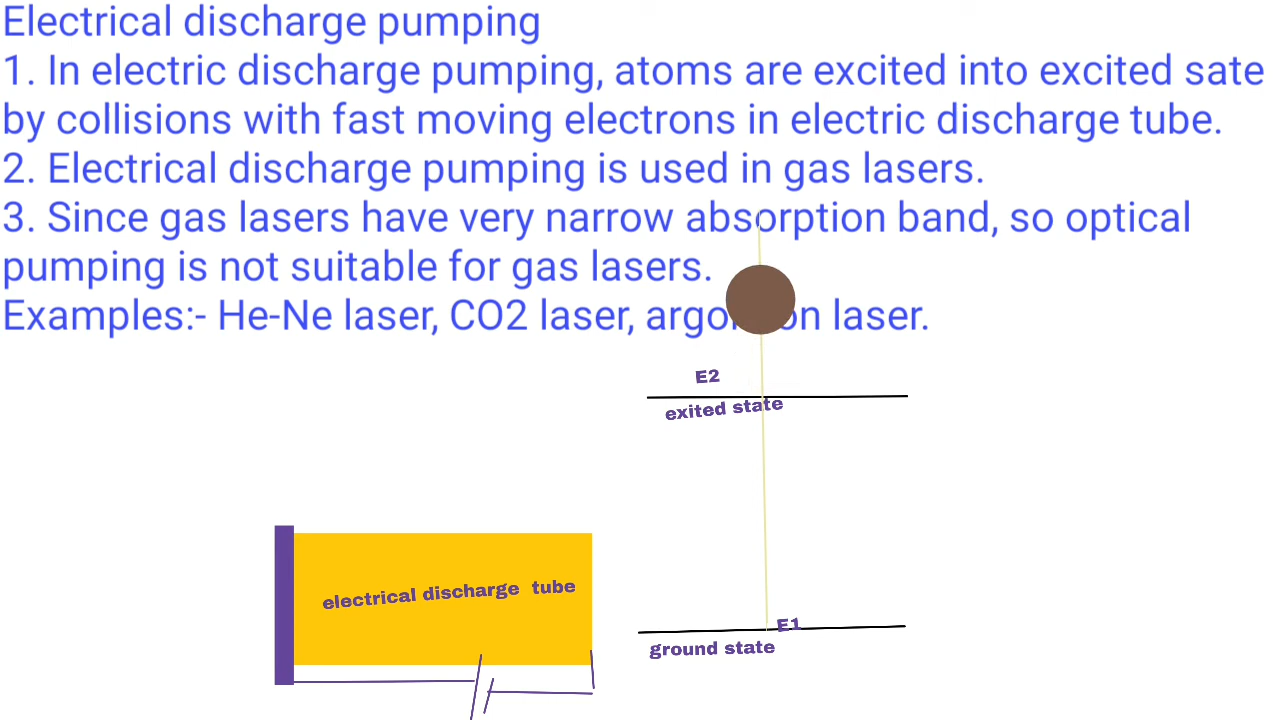 Electrical discharge pumping
1. In electric discharge pumping, atoms are excited into excited sate
by collisions with fast moving electrons in electric discharge tube.
2. Electrical discharge pumping is used in gas lasers.
3. Since gas lasers have very narrow absorption band, so optical
pumping is not suitable for gas lasers.
Examples:- He-Ne laser, CO2 laser, laser.
E2
exited state
electrical discharge tube
E1
ground state